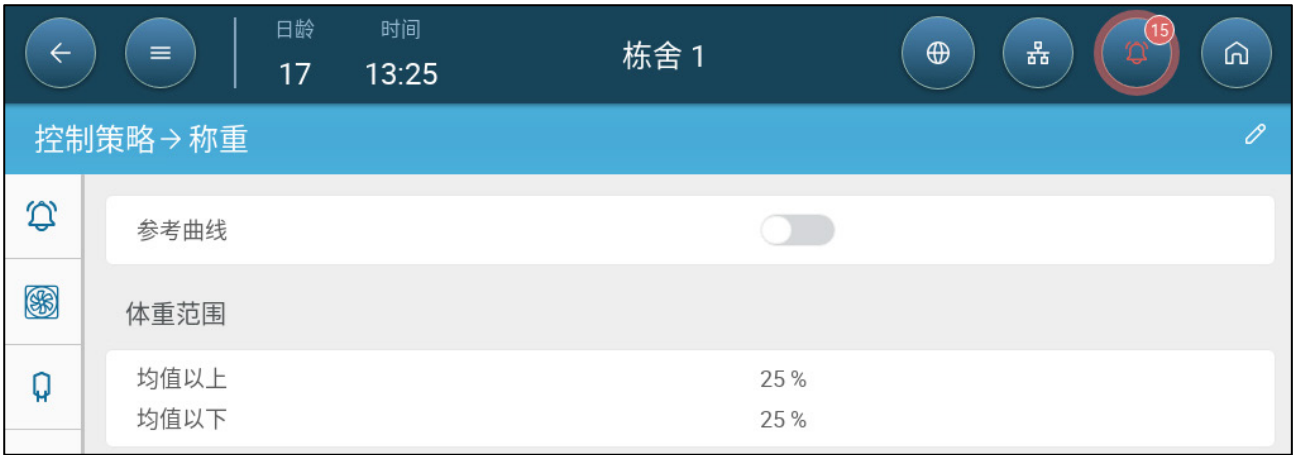 日龄 时间
17 13:25
栋舍 1
15
控制策略→称重
参考曲线
体重范围
均值以上 25 %
均值以下 25 %